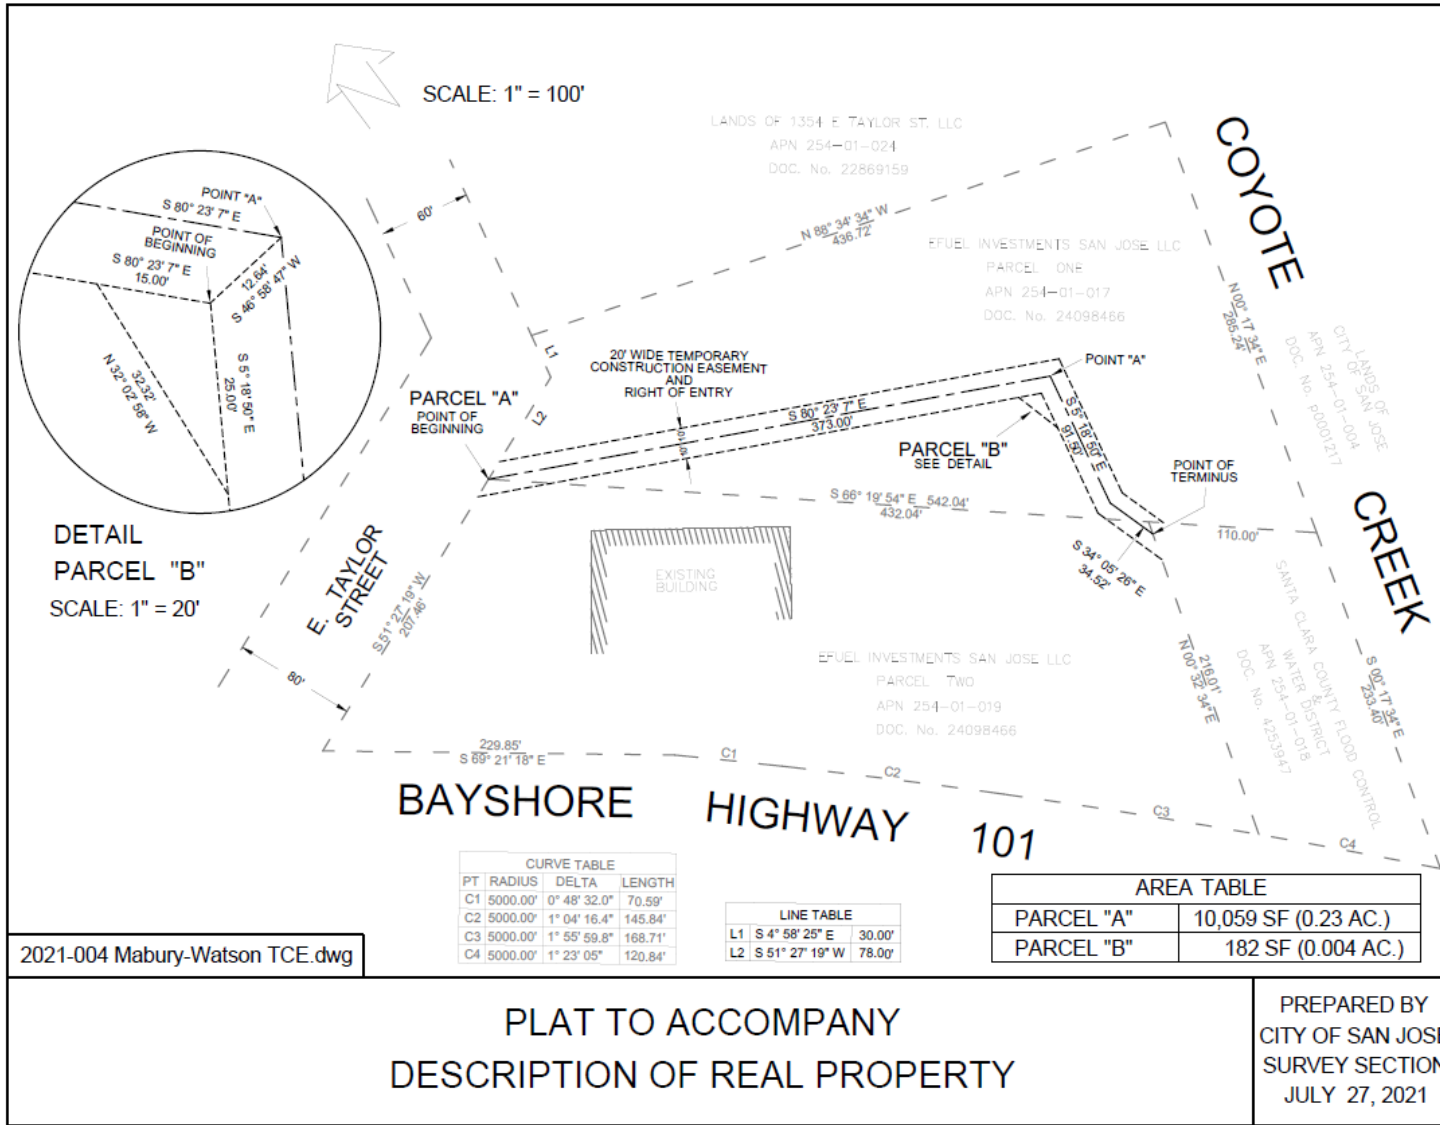 SCALE: 1" = 100'
LANDS OF 1354 E TAYLOR ST. LLC
APN 254-01-024
DOC. No. 22869159
COYOTE
CREEK
POINT "A"
S 80° 23' 7" E
POINT OF
BEGINNING
S 80° 23' 7" E
15.00'
12.64'
S 46° 58' 47" W
S 5° 18' 50" E
25.00'
32.32'
N 32° 02' 58" W
DETAIL
PARCEL "B"
SCALE: 1" = 20'
60'
N 88° 34' 34" W
436.72'
EFUEL INVESTMENTS SAN JOSE LLC
PARCEL ONE
APN 254-01-017
DOC. No. 24098466
N 00° 17' 34" E
285.24'
LANDS OF
CITY OF SAN JOSE
APN 254-01-004
DOC. No. p0001217
L1
L2
20' WIDE TEMPORARY
CONSTRUCTION EASEMENT
AND
RIGHT OF ENTRY
POINT "A"
PARCEL "A"
POINT OF
BEGINNING
S 80° 23' 7" E
373.00'
10'
10'
S 5° 18' 50" E
91.50'
PARCEL "B"
SEE DETAIL
POINT OF
TERMINUS
S 66° 19' 54" E 542.04'
432.04'
110.00'
S 34° 05' 26" E
34.52'
EXISTING
BUILDING
E. TAYLOR
STREET
S 51° 27' 19" W
207.46'
80'
EFUEL INVESTMENTS SAN JOSE LLC
PARCEL TWO
APN 254-01-019
DOC. No. 24098466
216.01'
N 00° 32' 34" E
SANTA CLARA COUNTY FLOOD CONTROL
&
WATER DISTRICT
APN 254-01-018
DOC. No. 4253947
S 00° 17' 34" E
233.40'
229.85'
S 69° 21' 18" E
C1
C2
C3
C4
BAYSHORE HIGHWAY 101
CURVE TABLE
PT RADIUS DELTA LENGTH
C1 5000.00' 0° 48' 32.0" 70.59'
C2 5000.00' 1° 04' 16.4" 145.84'
C3 5000.00' 1° 55' 59.8" 168.71'
C4 5000.00' 1° 23' 05" 120.84'
LINE TABLE
L1 S 4° 58' 25" E 30.00'
L2 S 51° 27' 19" W 78.00'
AREA TABLE
PARCEL "A" 10,059 SF (0.23 AC.)
PARCEL "B" 182 SF (0.004 AC.)
2021-004 Mabury-Watson TCE.dwg
PLAT TO ACCOMPANY
DESCRIPTION OF REAL PROPERTY
PREPARED BY
CITY OF SAN JOSE
SURVEY SECTION
JULY 27, 2021